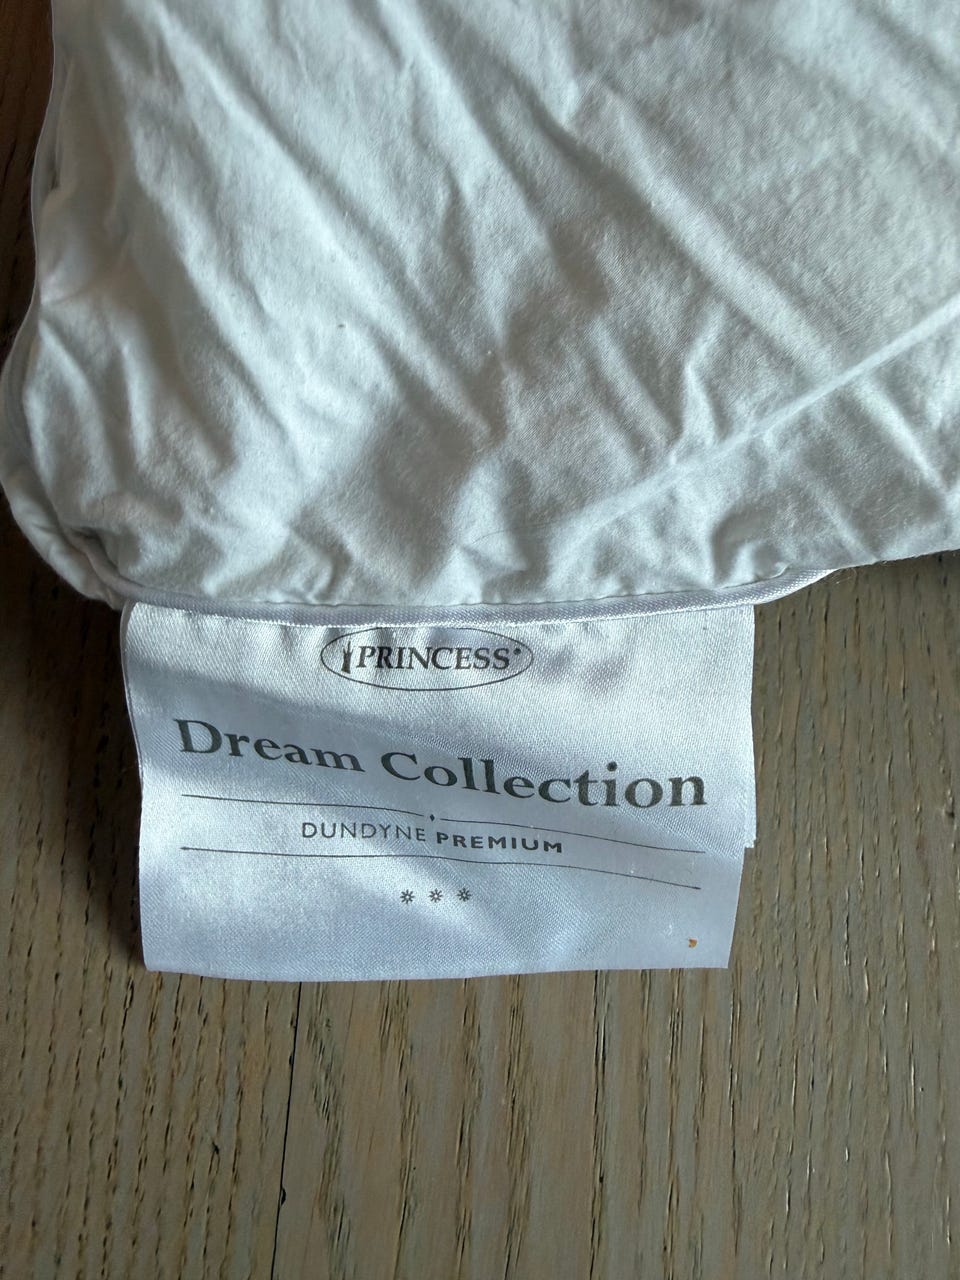 PRINCESS®
Dream Collection
DUNDYNE PREMIUM
***